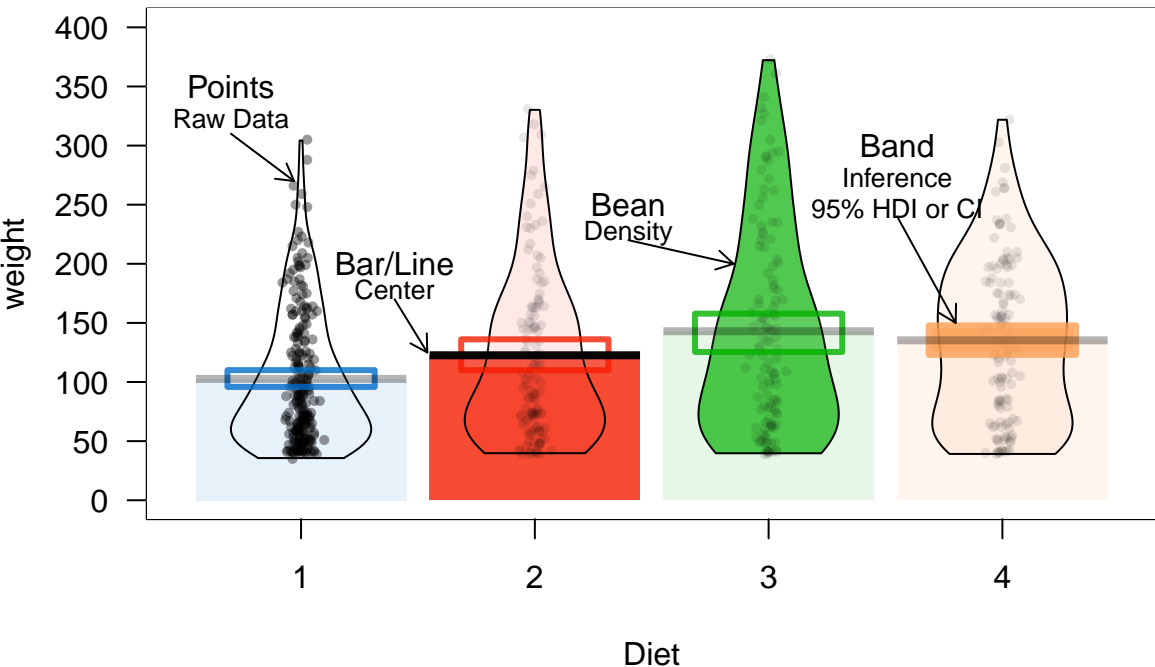 400
350
300
250
200
150
100
50
0
weight
Points
Raw Data
Bar/Line
Center
Bean
Density
Band
Inference
95% HDI or CI
1
2
3
4
Diet